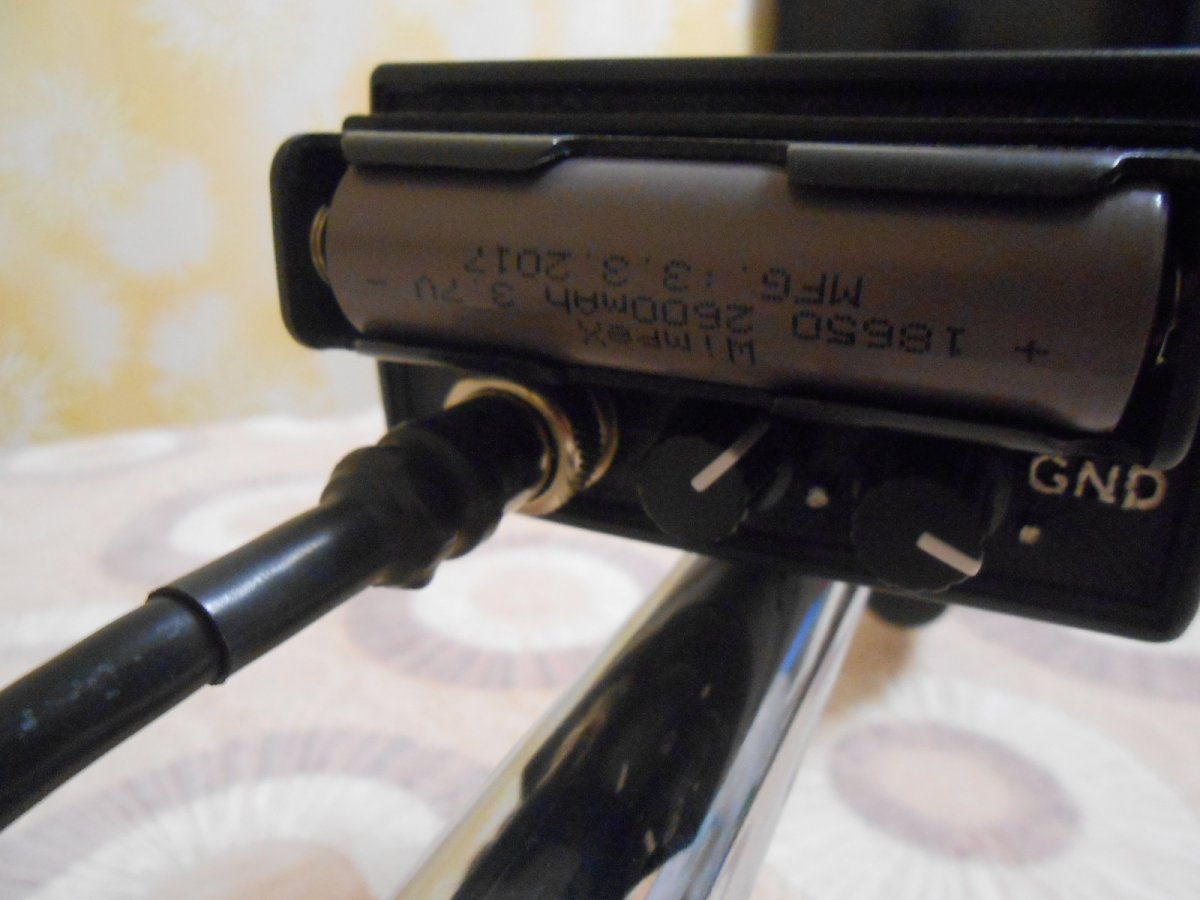 Wimpex
+ 18650 2600mAh 3.7V -
MFG.:3.3.2017
GND